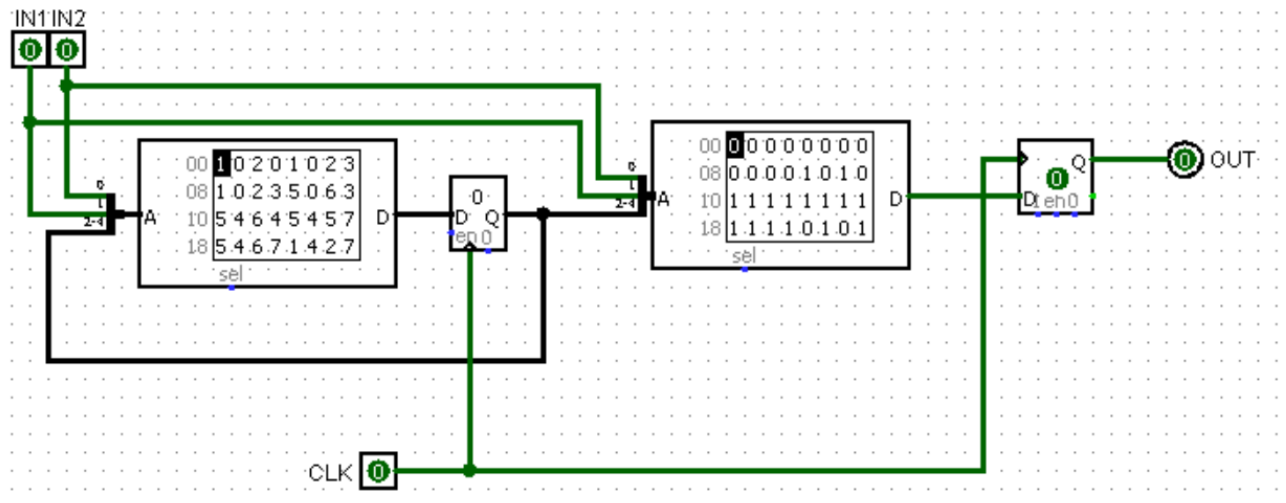 IN1 IN2
0 0
0
1
2-4
A
00 1 0 2 0 1 0 2 3
08 1 0 2 3 5 0 6 3
10 5 4 6 4 5 4 5 7
18 5 4 6 7 1 4 2 7
D
sel
0
D Q
en 0
0
1
2-4
A
00 0 0 0 0 0 0 0 0
08 0 0 0 0 1 0 1 0
10 1 1 1 1 1 1 1 1
18 1 1 1 1 0 1 0 1
D
sel
Q
0
D 1 en 0
0 OUT
CLK 0